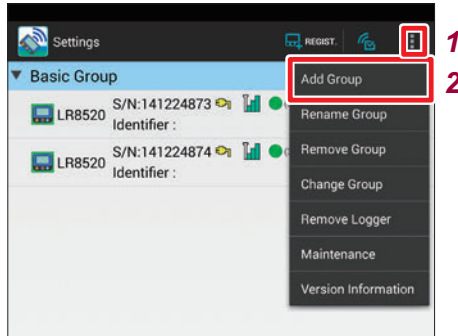 Settings
REGIST.
1
2
Basic Group
Add Group
LR8520
S/N:141224873
Identifier :
Rename Group
Remove Group
LR8520
S/N:141224874
Identifier :
Change Group
Remove Logger
Maintenance
Version Information